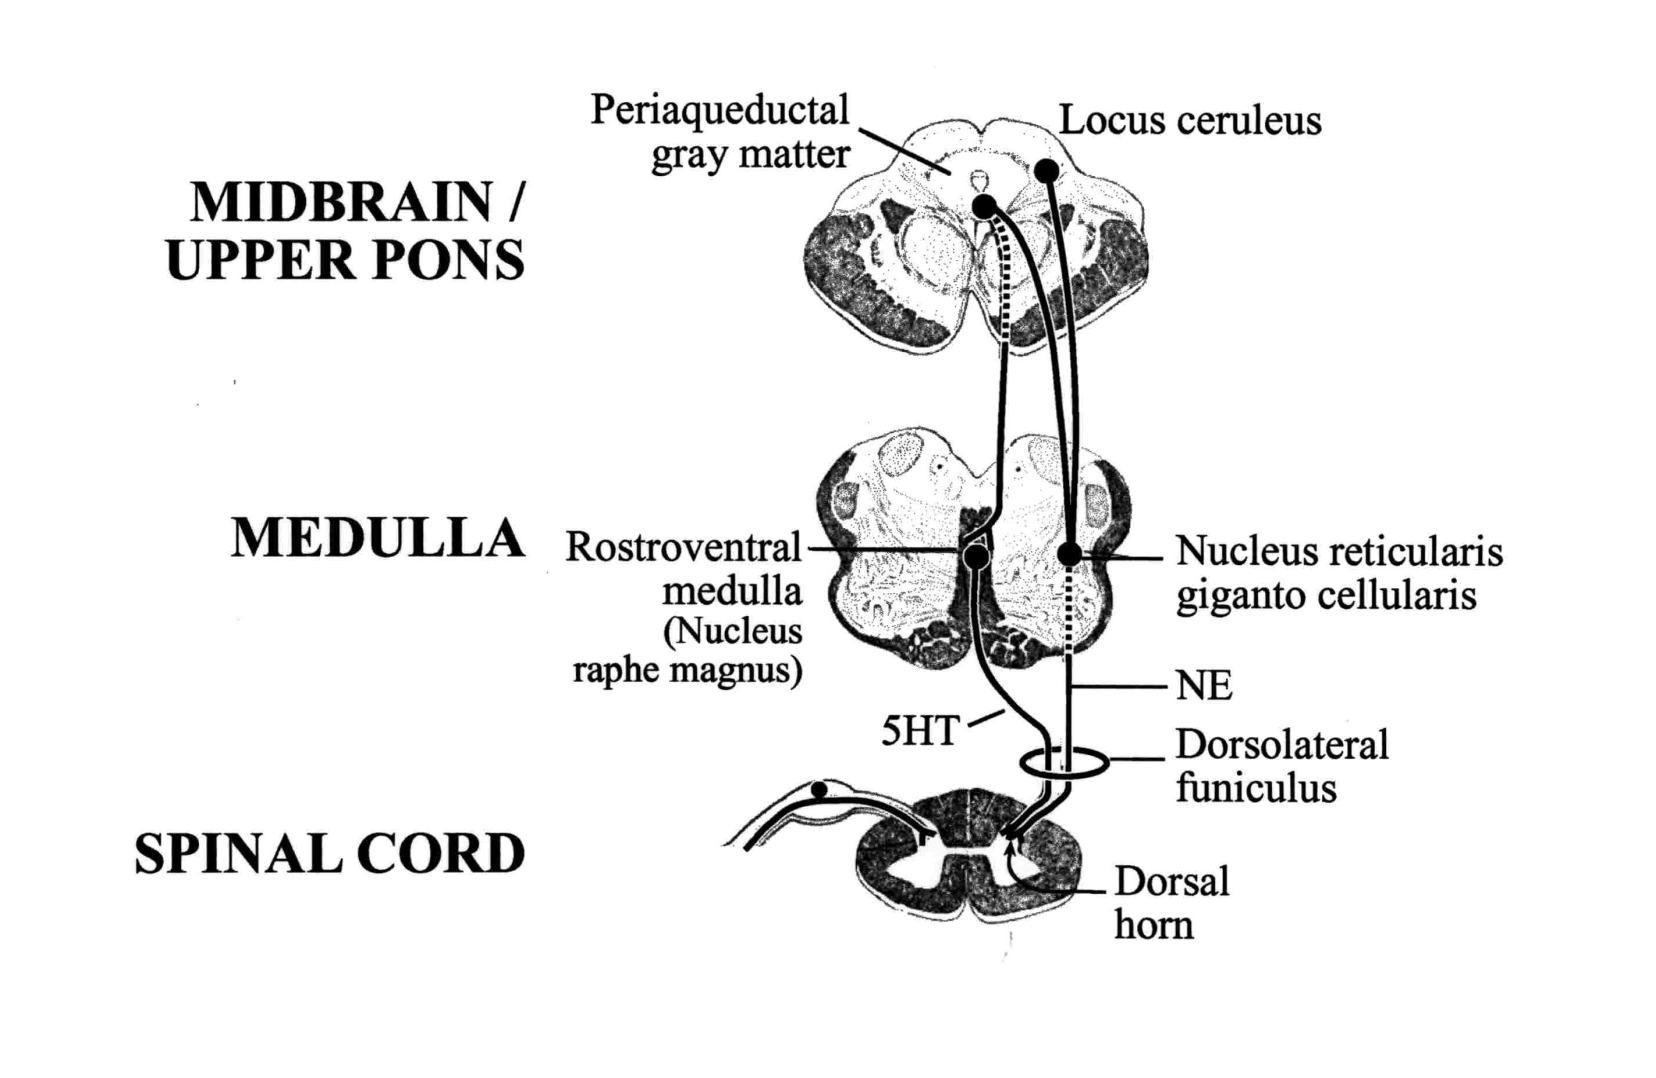 Periaqueductal
gray matter
Locus ceruleus
MIDBRAIN /
UPPER PONS
MEDULLA
Rostroventral
medulla
(Nucleus
raphe magnus)
Nucleus reticularis
giganto cellularis
NE
5HT
Dorsolateral
funiculus
SPINAL CORD
Dorsal
horn